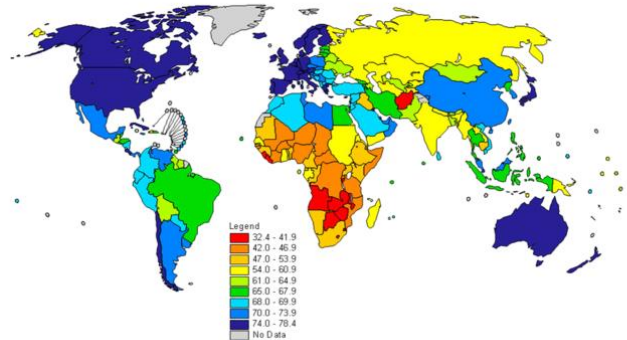 Legend
32.4 - 41.9
42.0 - 46.9
47.0 - 53.9
54.0 - 60.9
61.0 - 64.9
65.0 - 67.9
68.0 - 69.9
70.0 - 73.9
74.0 - 78.4
No Data